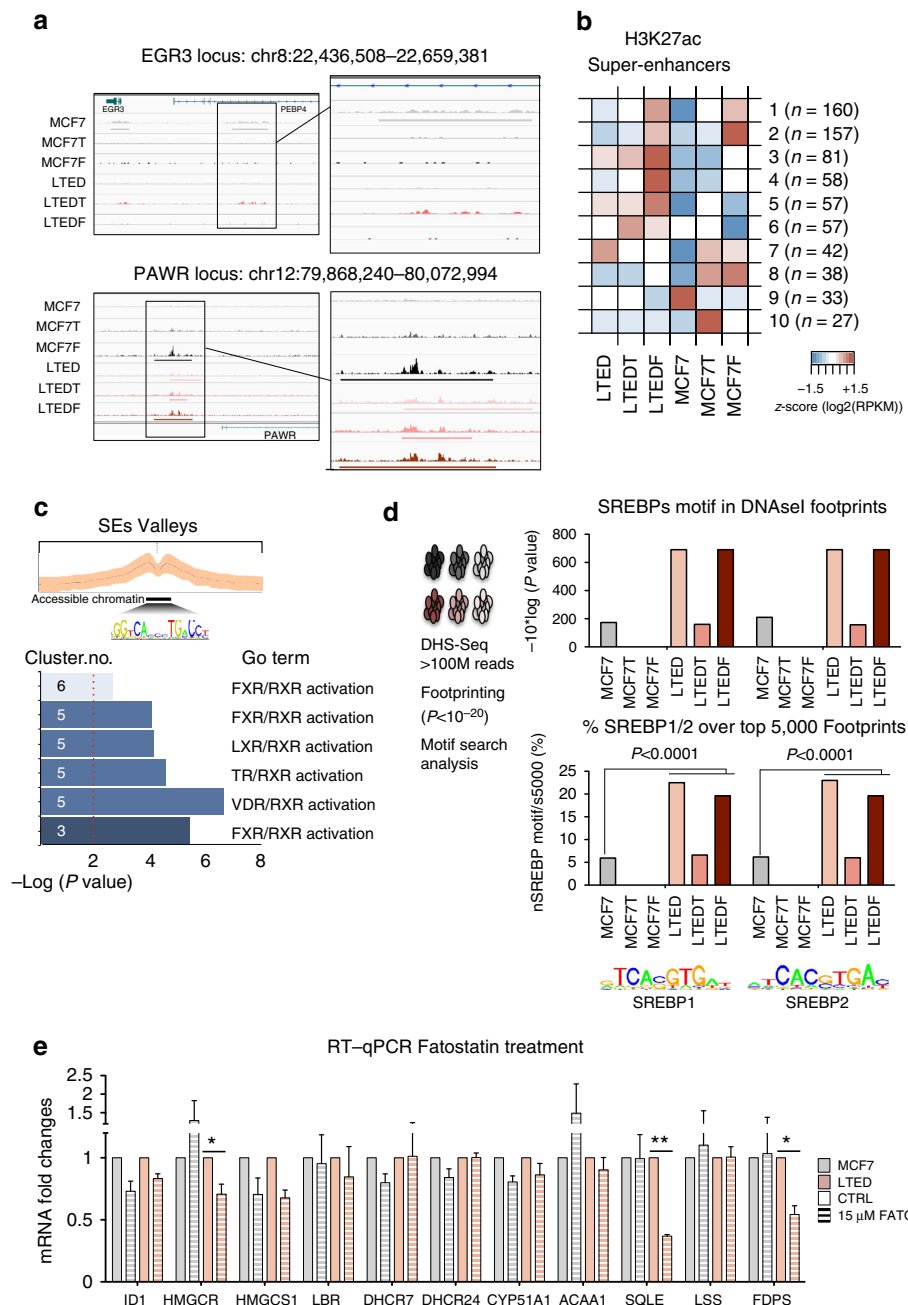 a
EGR3 locus: chr8:22,436,508–22,659,381
EGR3
PEBP4
MCF7
MCF7T
MCF7F
LTED
LTEDT
LTEDF
PAWR locus: chr12:79,868,240–80,072,994
MCF7
MCF7T
MCF7F
LTED
LTEDT
LTEDF
PAWR
b
H3K27ac
Super-enhancers
1 (n = 160)
2 (n = 157)
3 (n = 81)
4 (n = 58)
5 (n = 57)
6 (n = 57)
7 (n = 42)
8 (n = 38)
9 (n = 33)
10 (n = 27)
LTED
LTEDT
LTEDF
MCF7
MCF7T
MCF7F
−1.5 +1.5
z-score (log2(RPKM)
c
SEs Valleys
Accessible chromatin
Cluster.no. Go term
6 FXR/RXR activation
5 FXR/RXR activation
5 LXR/RXR activation
5 TR/RXR activation
5 VDR/RXR activation
3 FXR/RXR activation
2 4 6 8
–Log (P value)
d
DHS-Seq
>100M reads
Footprinting
(P<10⁻²⁰)
Motif search
analysis
SREBPs motif in DNAseI footprints
−10*log (P value)
800
600
400
200
0
MCF7
MCF7T
MCF7F
LTED
LTEDT
LTEDF
MCF7
MCF7T
MCF7F
LTED
LTEDT
LTEDF
% SREBP1/2 over top 5,000 Footprints
P<0.0001 P<0.0001
nSREBP motif/s5000 (%)
25
20
15
10
5
0
MCF7
MCF7T
MCF7F
LTED
LTEDT
LTEDF
MCF7
MCF7T
MCF7F
LTED
LTEDT
LTEDF
SREBP1 SREBP2
e
RT–qPCR Fatostatin treatment
mRNA fold changes
2.5
1.5
1
0.5
0
* ** *
ID1 HMGCR HMGCS1 LBR DHCR7 DHCR24 CYP51A1 ACAA1 SQLE LSS FDPS
MCF7
LTED
CTRL
15 μM FATO